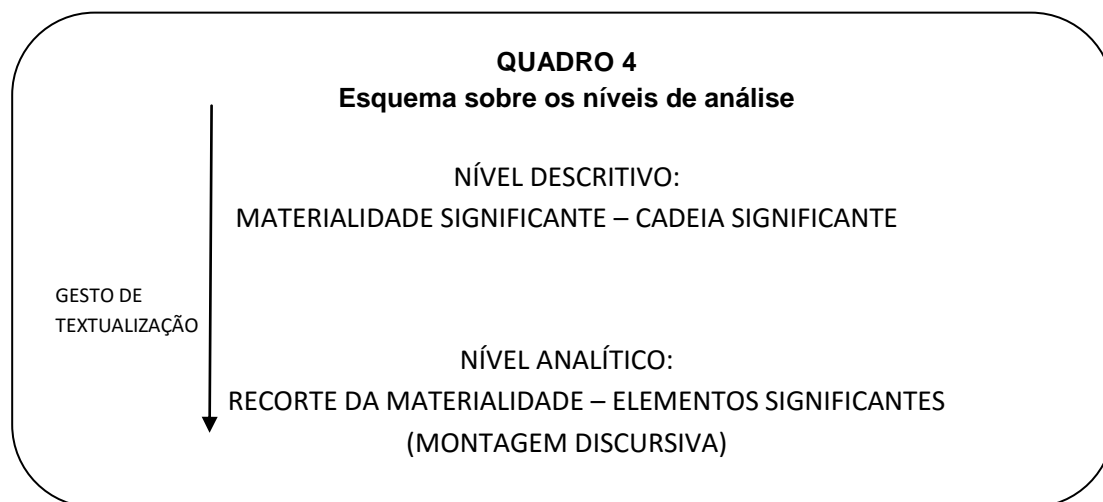 QUADRO 4
Esquema sobre os níveis de análise
NÍVEL DESCRITIVO:
MATERIALIDADE SIGNIFICANTE – CADEIA SIGNIFICANTE
GESTO DE
TEXTUALIZAÇÃO
NÍVEL ANALÍTICO:
RECORTE DA MATERIALIDADE – ELEMENTOS SIGNIFICANTES
(MONTAGEM DISCURSIVA)